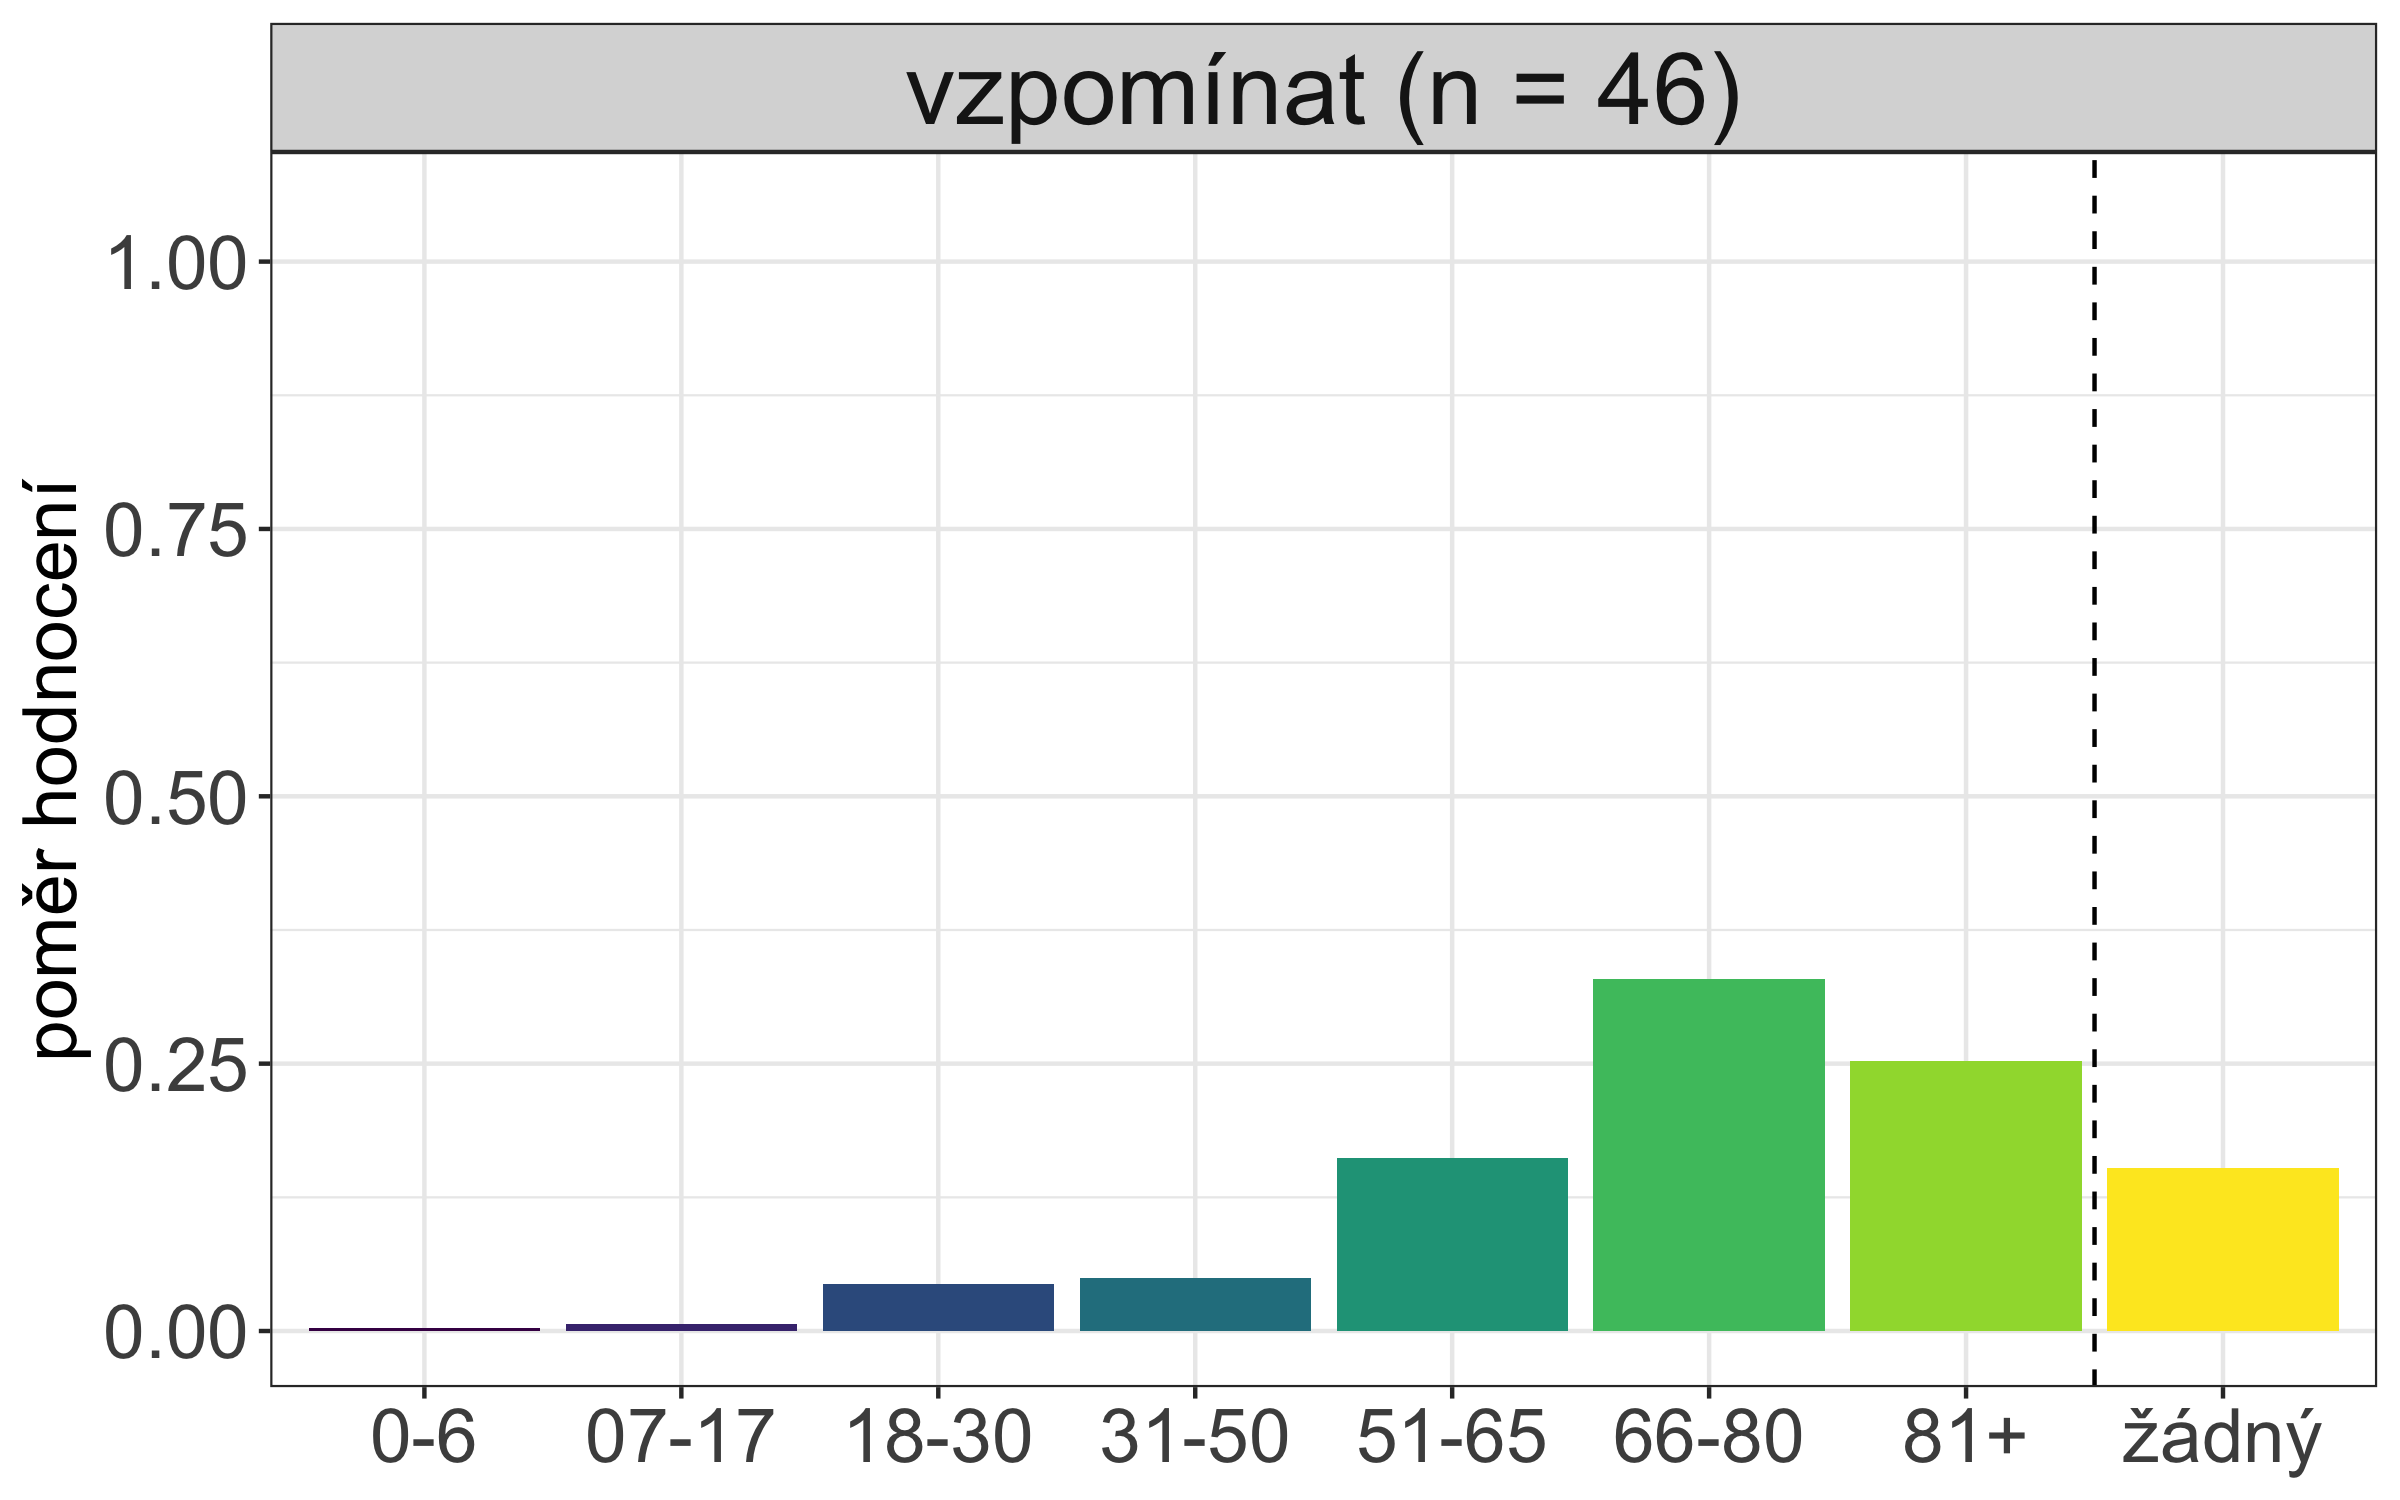 vzpomínat (n = 46)
poměr hodnocení
1.00
0.75
0.50
0.25
0.00
0-6 07-17 18-30 31-50 51-65 66-80 81+ žádný